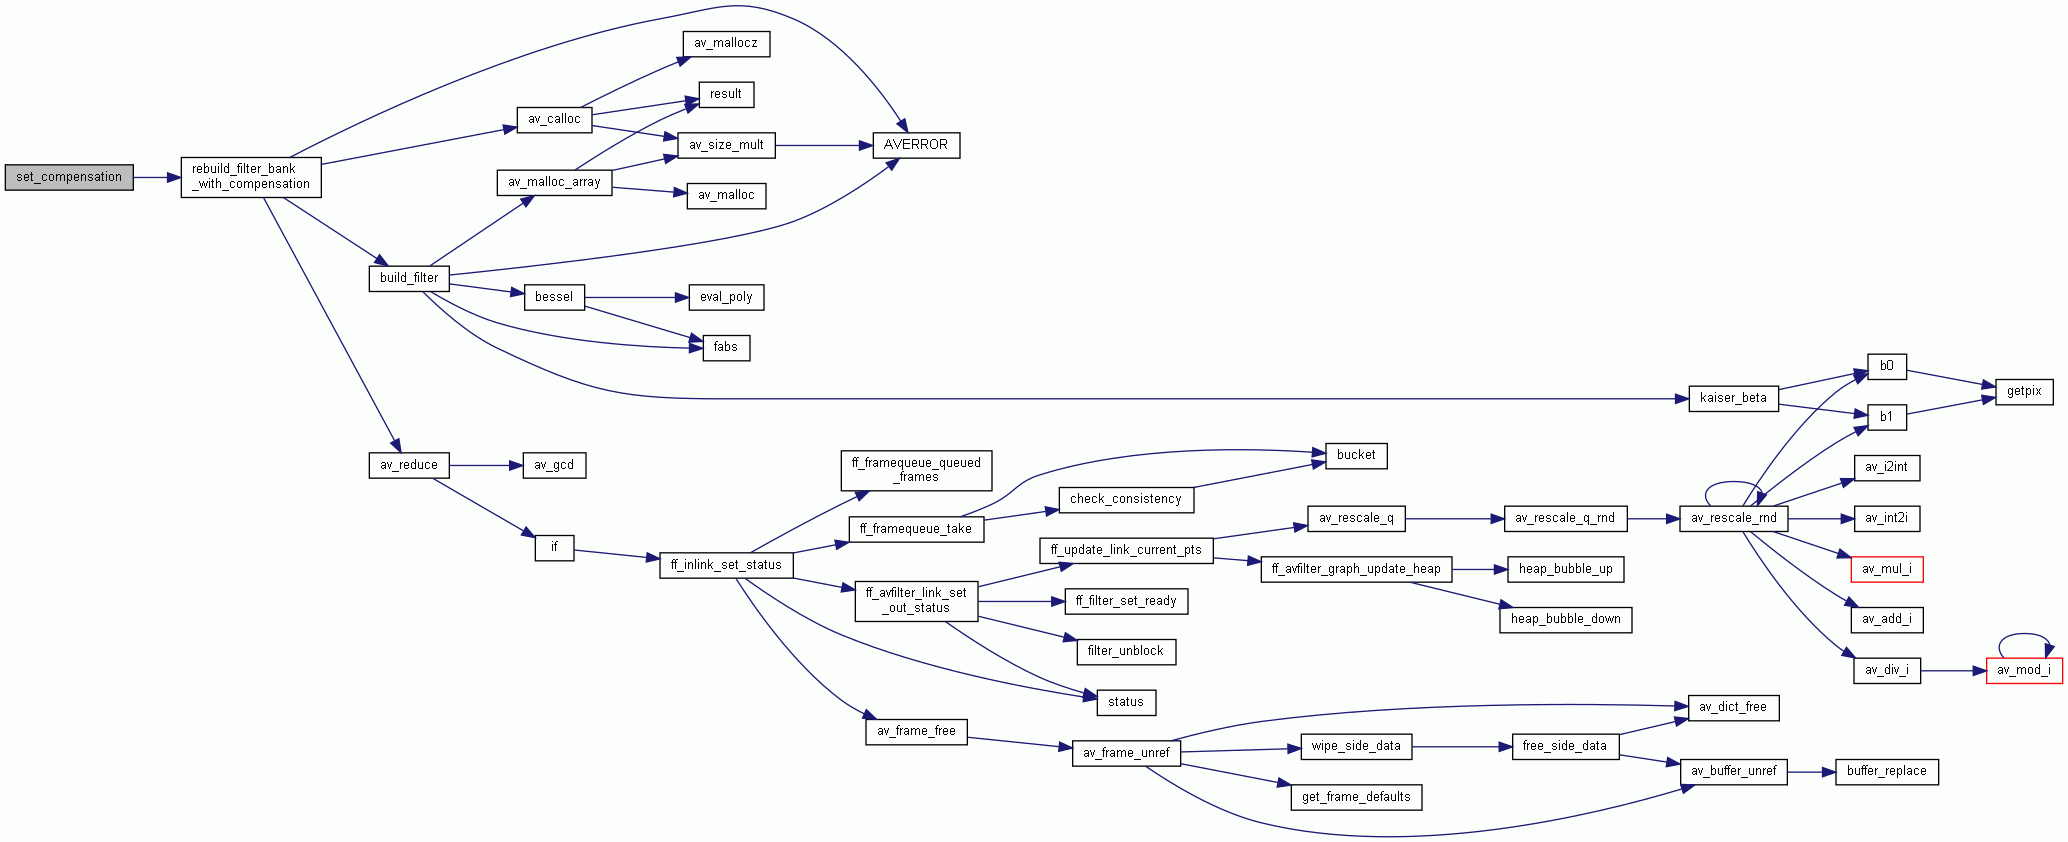 set_compensation
rebuild_filter_bank
_with_compensation
av_calloc
av_mallocz
result
av_size_mult
AVERROR
av_malloc_array
av_malloc
build_filter
bessel
eval_poly
fabs
kaiser_beta
b0
b1
getpix
av_reduce
av_gcd
if
ff_inlink_set_status
ff_framequeue_queued
_frames
ff_framequeue_take
check_consistency
bucket
ff_avfilter_link_set
_out_status
ff_update_link_current_pts
av_rescale_q
av_rescale_q_rnd
av_rescale_rnd
av_i2int
av_int2i
av_mul_i
av_add_i
av_div_i
av_mod_i
ff_avfilter_graph_update_heap
heap_bubble_up
heap_bubble_down
ff_filter_set_ready
filter_unblock
status
av_frame_free
av_frame_unref
wipe_side_data
free_side_data
av_dict_free
av_buffer_unref
buffer_replace
get_frame_defaults